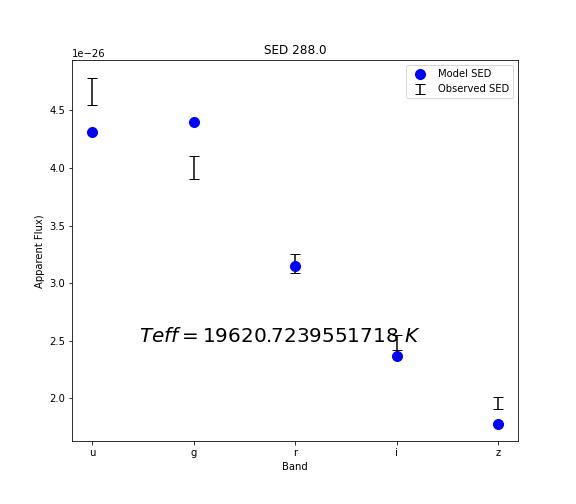 SED 288.0
1e−26
Model SED
Observed SED
4.5
4.0
3.5
3.0
2.5
2.0
Apparent Flux)
Teff = 19620.7239551718 K
u g r i z
Band